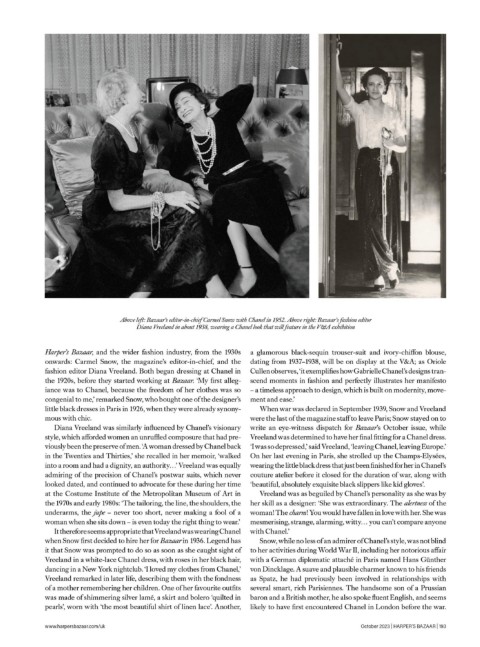 Above left: Bazaar's editor-in-chief Carmel Snow with Chanel in 1952. Above right: Bazaar's fashion editor
Diana Vreeland in about 1938, wearing a Chanel look that will feature in the V&A exhibition
Harper's Bazaar, and the wider fashion industry, from the 1930s
onwards: Carmel Snow, the magazine's editor-in-chief, and the
fashion editor Diana Vreeland. Both began dressing at Chanel in
the 1920s, before they started working at Bazaar. 'My first alleg-
iance was to Chanel, because the freedom of her clothes was so
congenial to me,' remarked Snow, who bought one of the designer's
little black dresses in Paris in 1926, when they were already synony-
mous with chic.
Diana Vreeland was similarly influenced by Chanel's visionary
style, which afforded women an unruffled composure that had pre-
viously been the preserve of men. 'A woman dressed by Chanel back
in the Twenties and Thirties,' she recalled in her memoir, 'walked
into a room and had a dignity, an authority…' Vreeland was equally
admiring of the precision of Chanel's postwar suits, which never
looked dated, and continued to advocate for these during her time
at the Costume Institute of the Metropolitan Museum of Art in
the 1970s and early 1980s: 'The tailoring, the line, the shoulders, the
underarms, the jupe – never too short, never making a fool of a
woman when she sits down – is even today the right thing to wear.'
It therefore seems appropriate that Vreeland was wearing Chanel
when Snow first decided to hire her for Bazaar in 1936. Legend has
it that Snow was prompted to do so as soon as she caught sight of
Vreeland in a white-lace Chanel dress, with roses in her black hair,
dancing in a New York nightclub. 'I loved my clothes from Chanel,'
Vreeland remarked in later life, describing them with the fondness
of a mother remembering her children. One of her favourite outfits
was made of shimmering silver lamé, a skirt and bolero 'quilted in
pearls', worn with 'the most beautiful shirt of linen lace'. Another,
a glamorous black-sequin trouser-suit and ivory-chiffon blouse,
dating from 1937–1938, will be on display at the V&A; as Oriole
Cullen observes, 'it exemplifies how Gabrielle Chanel's designs tran-
scend moments in fashion and perfectly illustrates her manifesto
– a timeless approach to design, which is built on modernity, move-
ment and ease.'
When war was declared in September 1939, Snow and Vreeland
were the last of the magazine staff to leave Paris; Snow stayed on to
write an eye-witness dispatch for Bazaar's October issue, while
Vreeland was determined to have her final fitting for a Chanel dress.
'I was so depressed,' said Vreeland, 'leaving Chanel, leaving Europe.'
On her last evening in Paris, she strolled up the Champs-Elysées,
wearing the little black dress that just been finished for her in Chanel's
couture atelier before it closed for the duration of war, along with
'beautiful, absolutely exquisite black slippers like kid gloves'.
Vreeland was as beguiled by Chanel's personality as she was by
her skill as a designer: 'She was extraordinary. The alertness of the
woman! The charm! You would have fallen in love with her. She was
mesmerising, strange, alarming, witty… you can't compare anyone
with Chanel.'
Snow, while no less of an admirer of Chanel's style, was not blind
to her activities during World War II, including her notorious affair
with a German diplomatic attaché in Paris named Hans Günther
von Dincklage. A suave and plausible charmer known to his friends
as Spatz, he had previously been involved in relationships with
several smart, rich Parisiennes. The handsome son of a Prussian
baron and a British mother, he also spoke fluent English, and seems
likely to have first encountered Chanel in London before the war.
www.harpersbazaar.com/uk
October 2023 | HARPER'S BAZAAR | 163